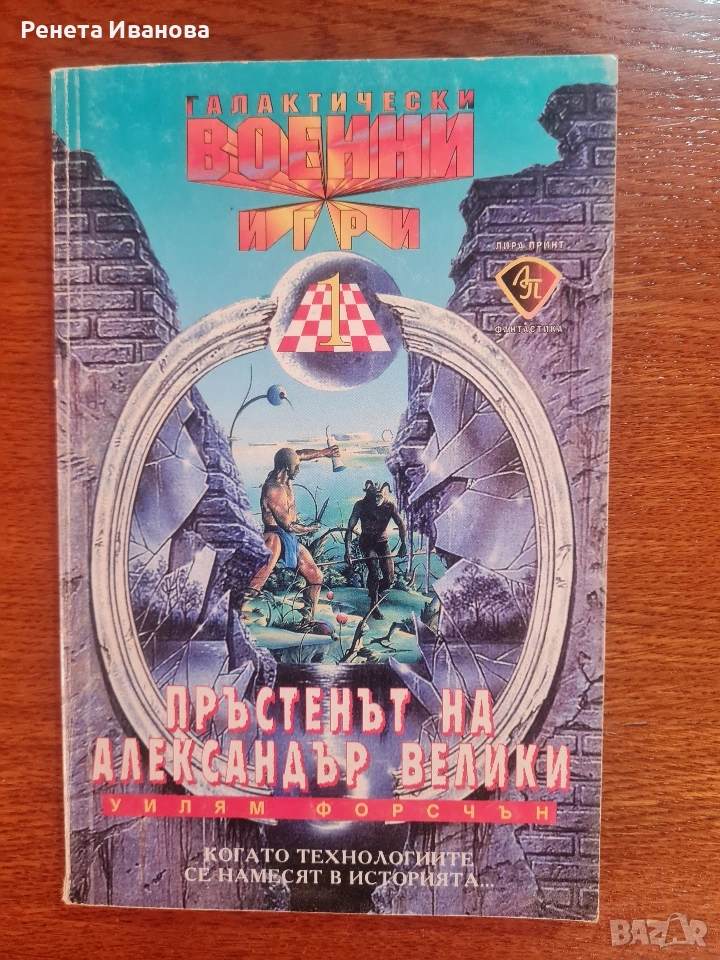 Ренета Иванова
ГАЛАКТИЧЕСКИ
ВОЕННИ
ИГРИ
1
ЛИРА ПРИНТ
ЛП
ФАНТАСТИКА
ПРЪСТЕНЪТ НА
АЛЕКСАНДЪР ВЕЛИКИ
УИЛЯМ ФОРСЧЪН
КОГАТО ТЕХНОЛОГИИТЕ
СЕ НАМЕСЯТ В ИСТОРИЯТА...
BAZAR